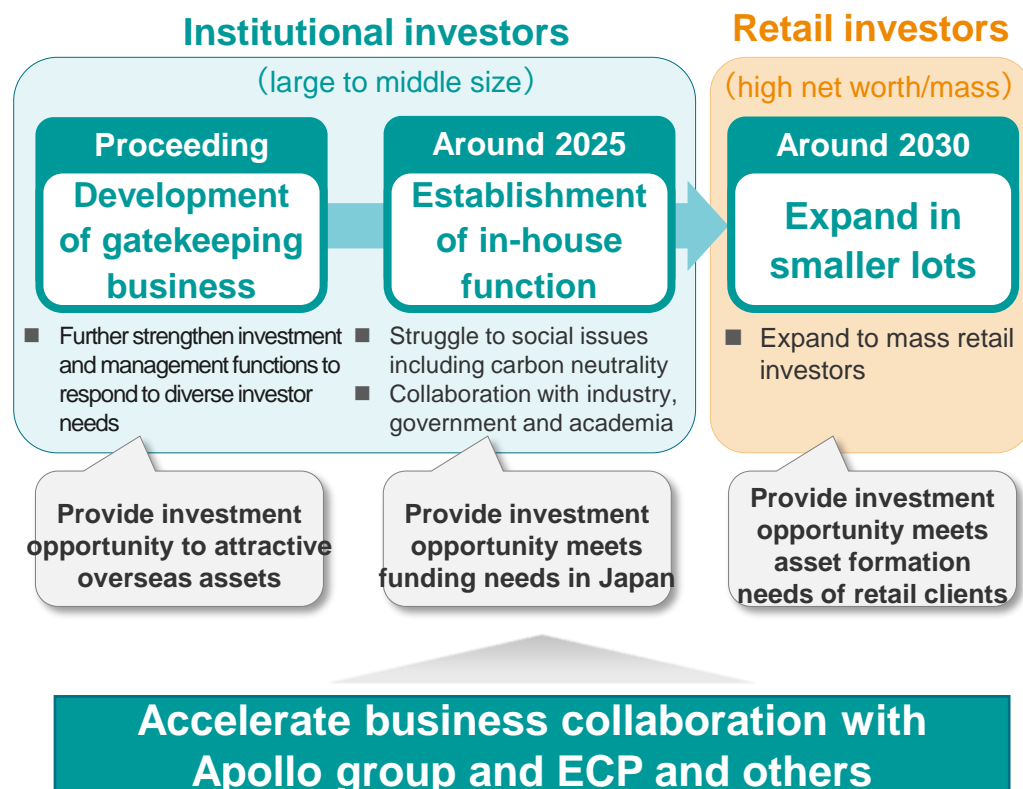 Institutional investors
（large to middle size）
Proceeding
Development
of gatekeeping
business
■ Further strengthen investment
and management functions to
respond to diverse investor
needs
Provide investment
opportunity to attractive
overseas assets
Around 2025
Establishment
of in-house
function
■ Struggle to social issues
including carbon neutrality
■ Collaboration with industry,
government and academia
Provide investment
opportunity meets
funding needs in Japan
Retail investors
（high net worth/mass）
Around 2030
Expand in
smaller lots
■ Expand to mass retail
investors
Provide investment
opportunity meets
asset formation
needs of retail clients
Accelerate business collaboration with
Apollo group and ECP and others